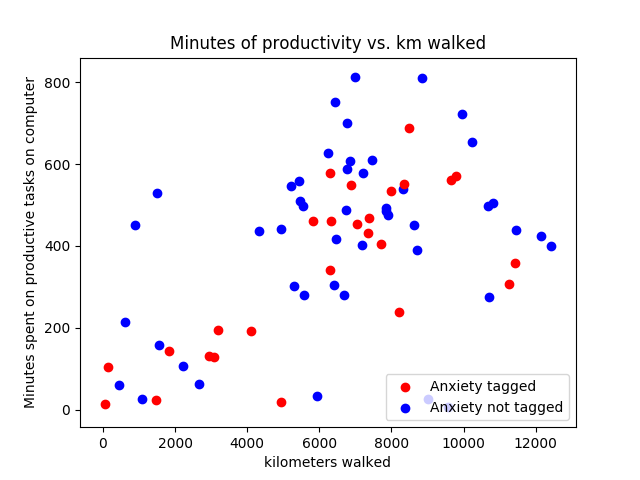 Minutes of productivity vs. km walked
Minutes spent on productive tasks on computer
800
600
400
200
0
Anxiety tagged
Anxiety not tagged
0 2000 4000 6000 8000 10000 12000
kilometers walked